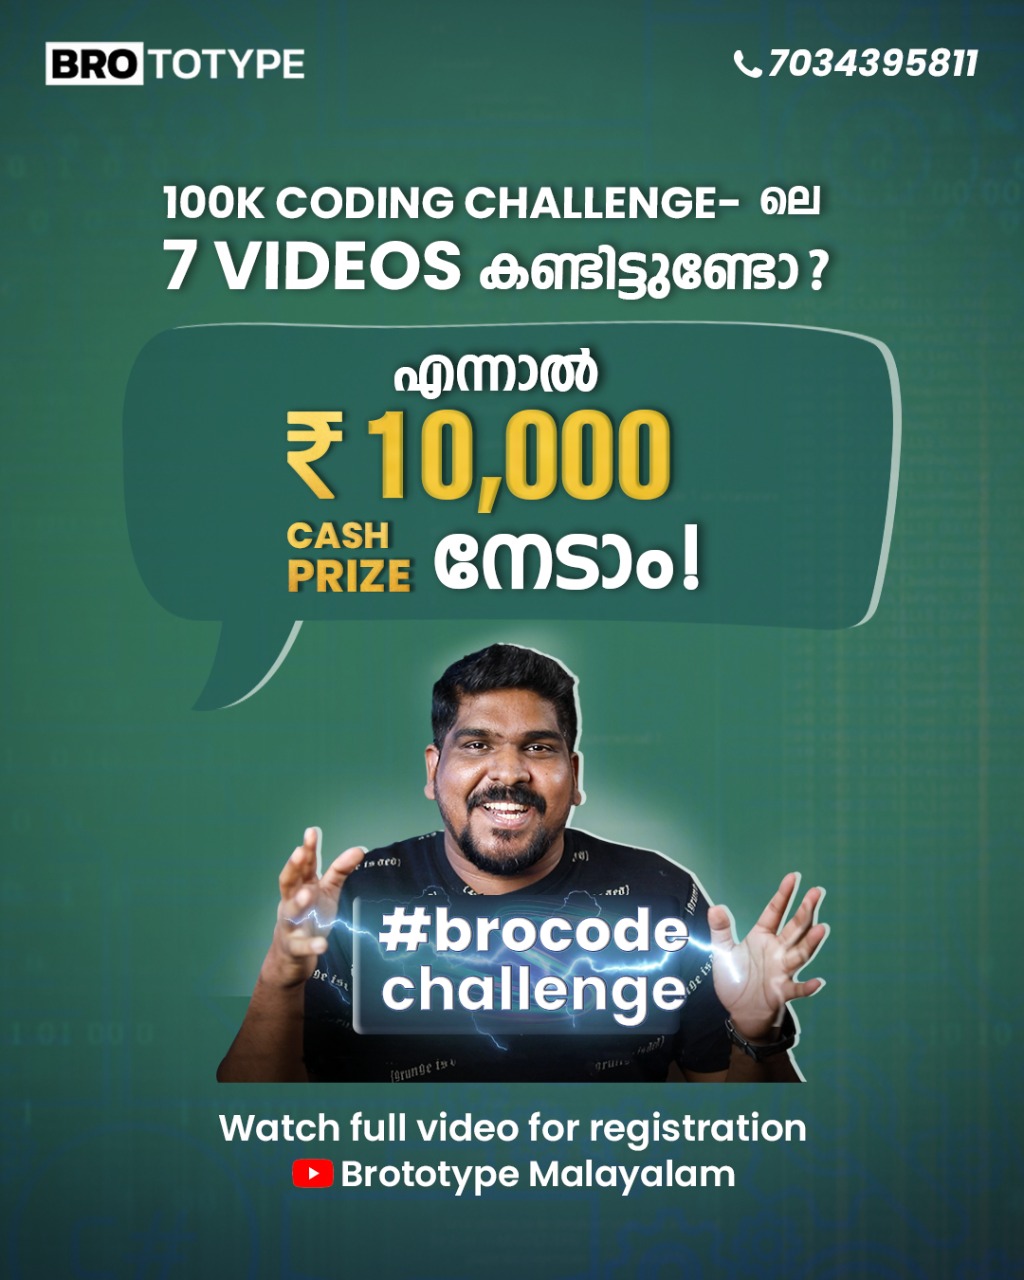 BROTOTYPE
7034395811
100K CODING CHALLENGE- ലെ
7 VIDEOS കണ്ടിട്ടുണ്ടോ ?
എന്നാൽ
₹ 10,000
CASH
PRIZE നേടാം!
#brocode
challenge
Watch full video for registration
Brototype Malayalam